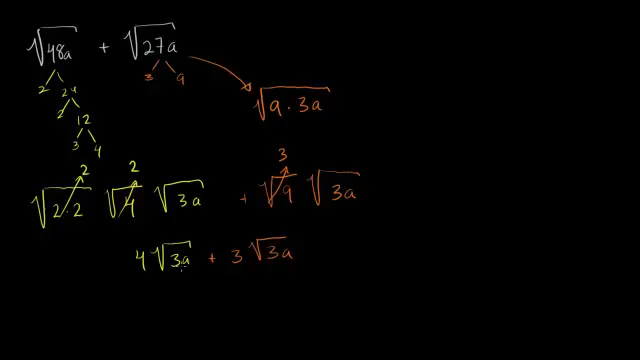 √48a + √27a
2 24 3 9
2 12
3 4
√9 · 3a
2 2 3
√2·2 √4 √3a + √9 √3a
4√3a + 3√3a